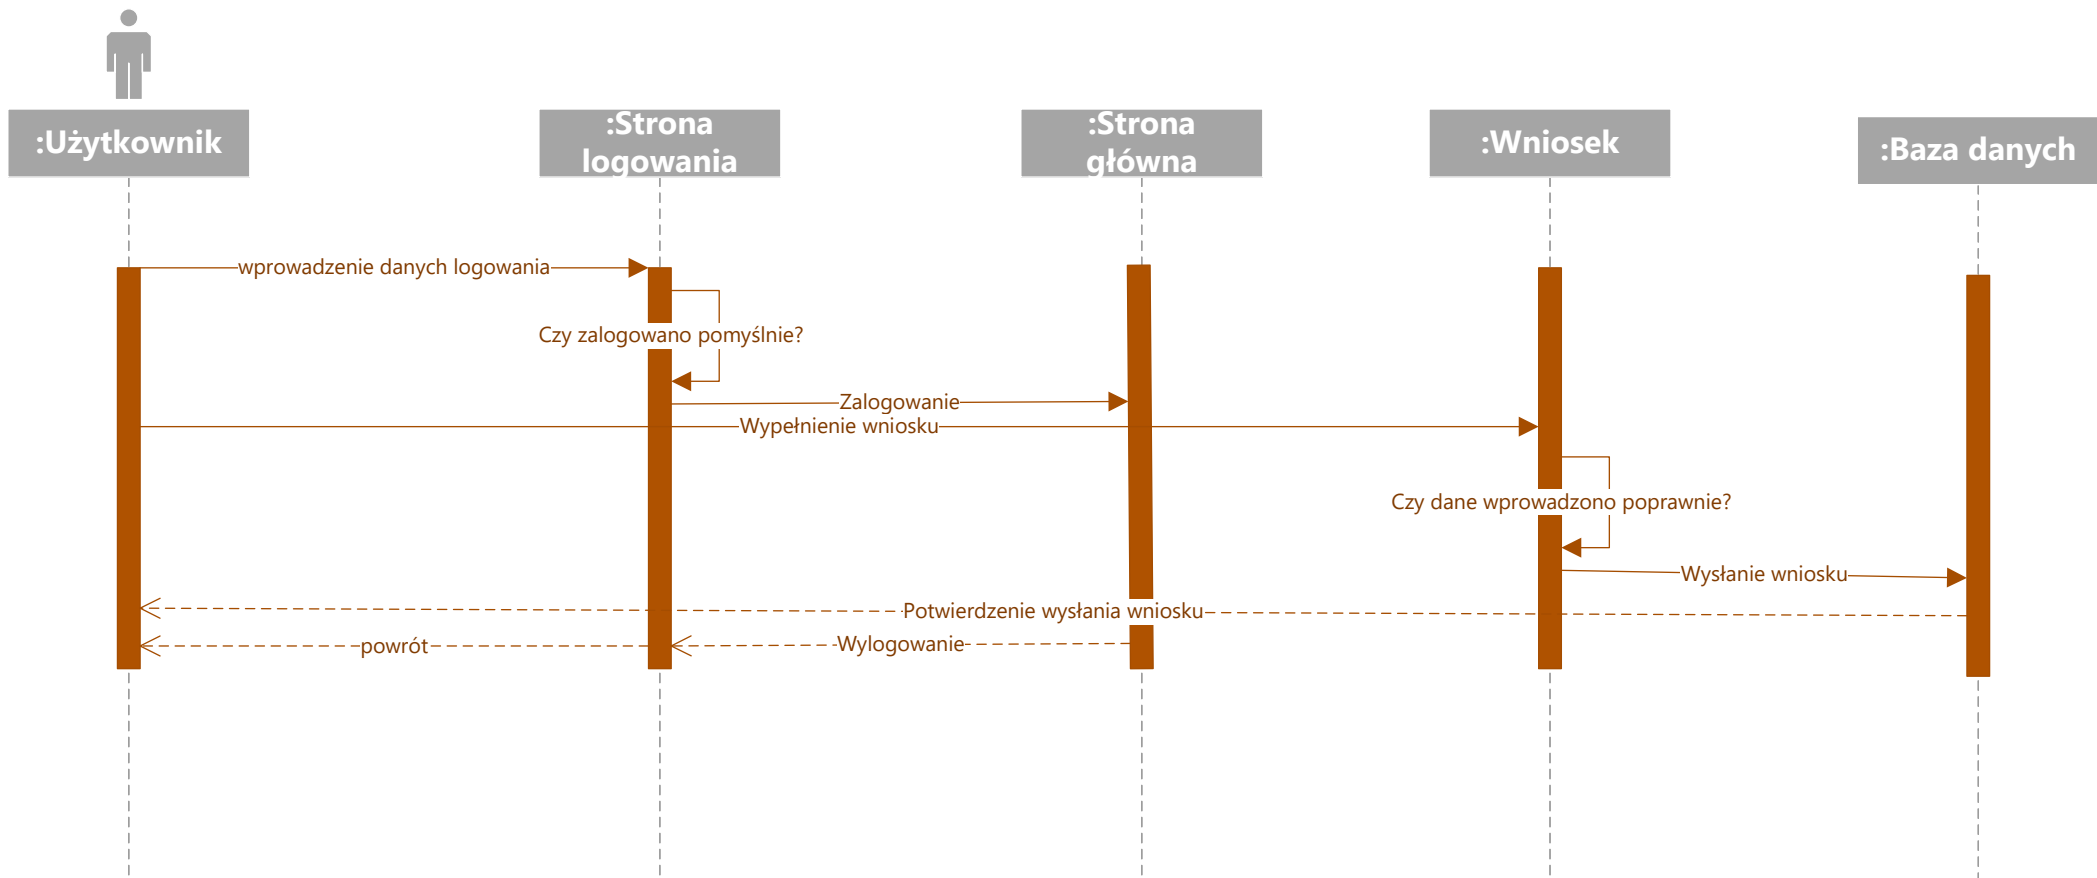 :Użytkownik
:Strona
logowania
:Strona
główna
:Wniosek
:Baza danych
wprowadzenie danych logowania
Czy zalogowano pomyślnie?
Zalogowanie
Wypełnienie wniosku
Czy dane wprowadzono poprawnie?
Wysłanie wniosku
Potwierdzenie wysłania wniosku
Wylogowanie
powrót